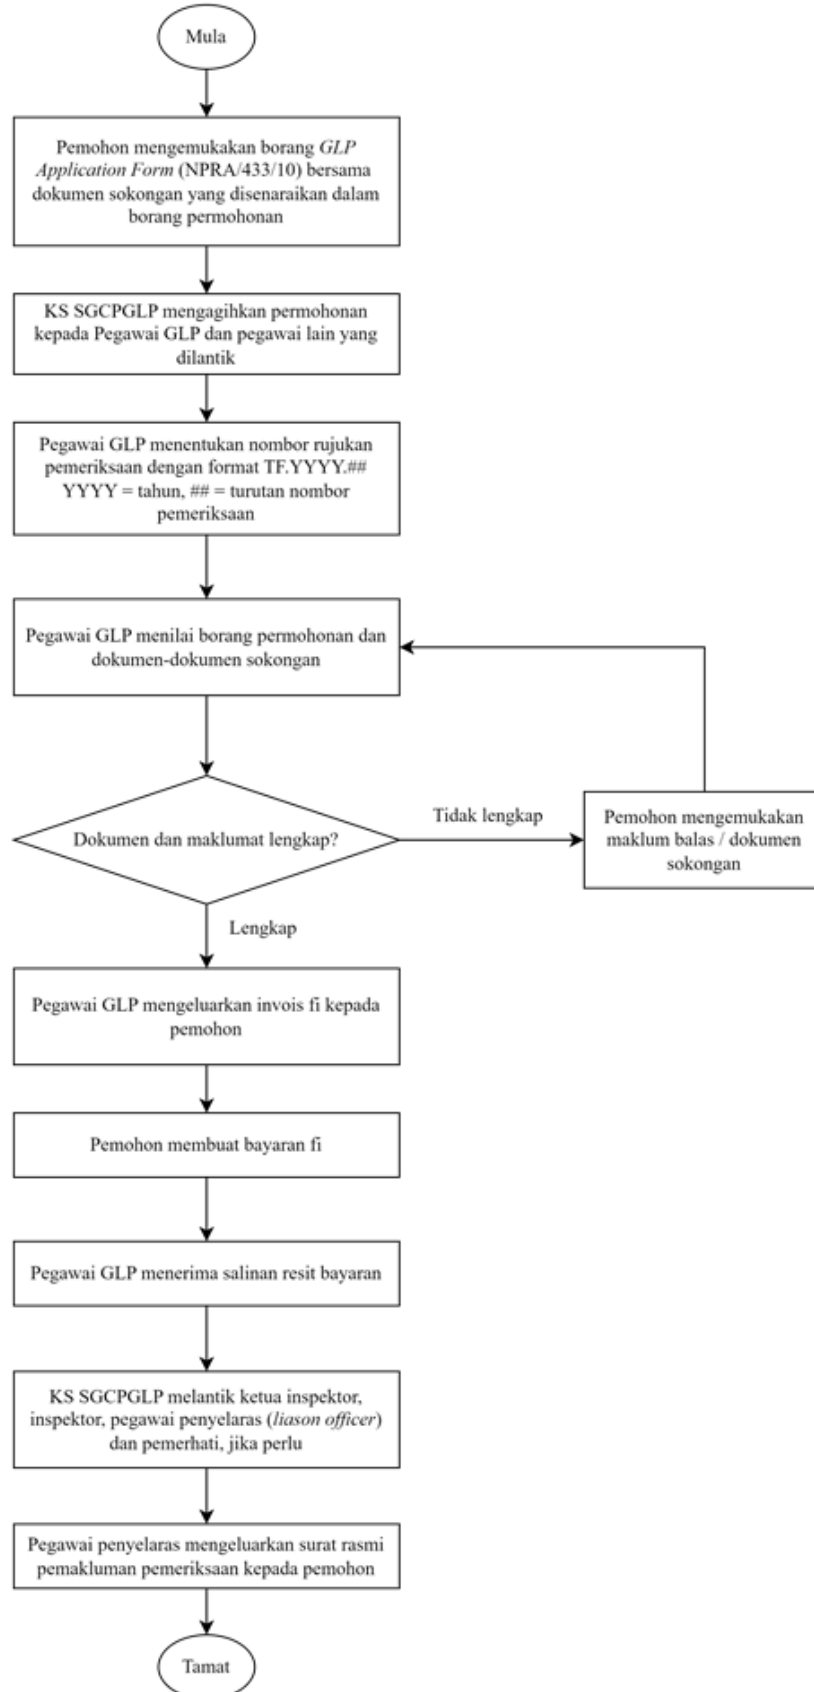 Mula
Pemohon mengemukakan borang GLP
Application Form (NPRA/433/10) bersama
dokumen sokongan yang disenaraikan dalam
borang permohonan
KS SGCPGLP mengagihkan permohonan
kepada Pegawai GLP dan pegawai lain yang
dilantik
Pegawai GLP menentukan nombor rujukan
pemeriksaan dengan format TF.YYYY.##
YYYY = tahun, ## = turutan nombor
pemeriksaan
Pegawai GLP menilai borang permohonan dan
dokumen-dokumen sokongan
Dokumen dan maklumat lengkap?
Tidak lengkap
Pemohon mengemukakan
maklum balas / dokumen
sokongan
Lengkap
Pegawai GLP mengeluarkan invois fi kepada
pemohon
Pemohon membuat bayaran fi
Pegawai GLP menerima salinan resit bayaran
KS SGCPGLP melantik ketua inspektor,
inspektor, pegawai penyelaras (liason officer)
dan pemerhati, jika perlu
Pegawai penyelaras mengeluarkan surat rasmi
pemakluman pemeriksaan kepada pemohon
Tamat